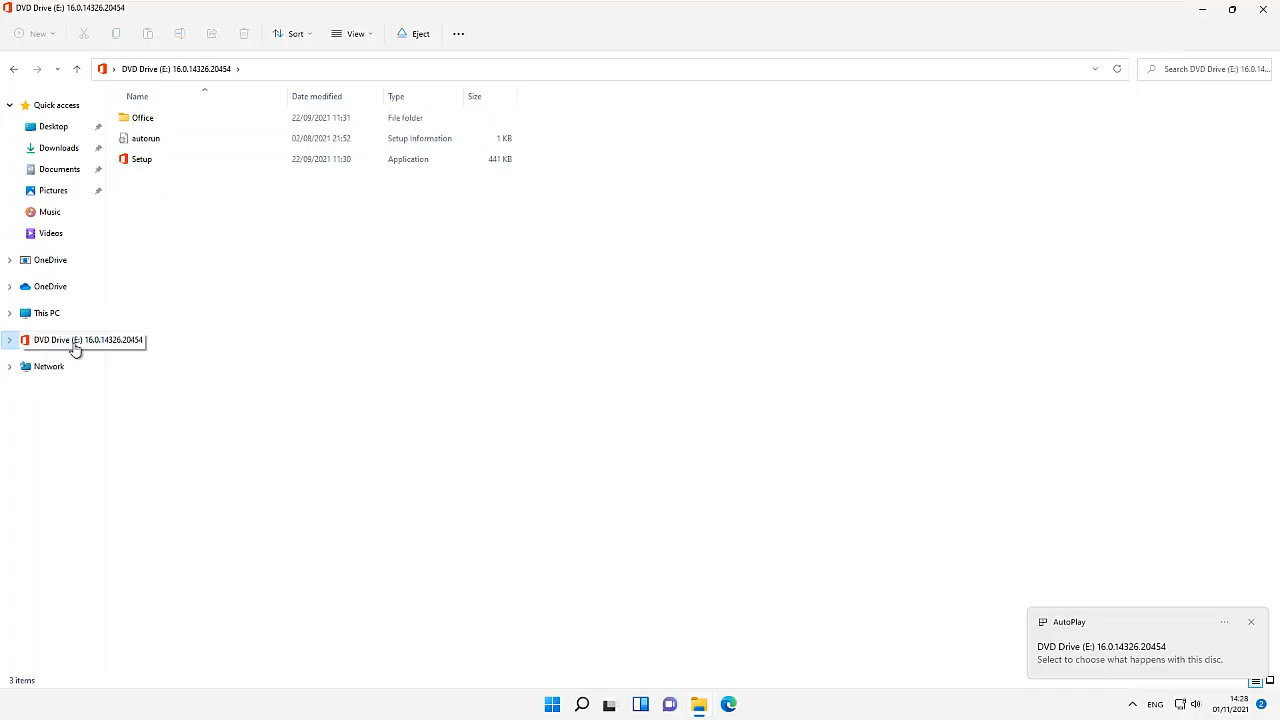 DVD Drive (E:) 16.0.14326.20454
New
Sort
View
Eject
DVD Drive (E:) 16.0.14326.20454
Search DVD Drive (E:) 16.0.14...
Name Date modified Type Size
Office 22/09/2021 11:31 File folder
autorun 02/08/2021 21:52 Setup Information 1 KB
Setup 22/09/2021 11:30 Application 441 KB
Quick access
Desktop
Downloads
Documents
Pictures
Music
Videos
OneDrive
OneDrive
This PC
DVD Drive (E:) 16.0.14326.20454
Network
AutoPlay
DVD Drive (E:) 16.0.14326.20454
Select to choose what happens with this disc.
3 items
ENG
14:28
01/11/2021
2